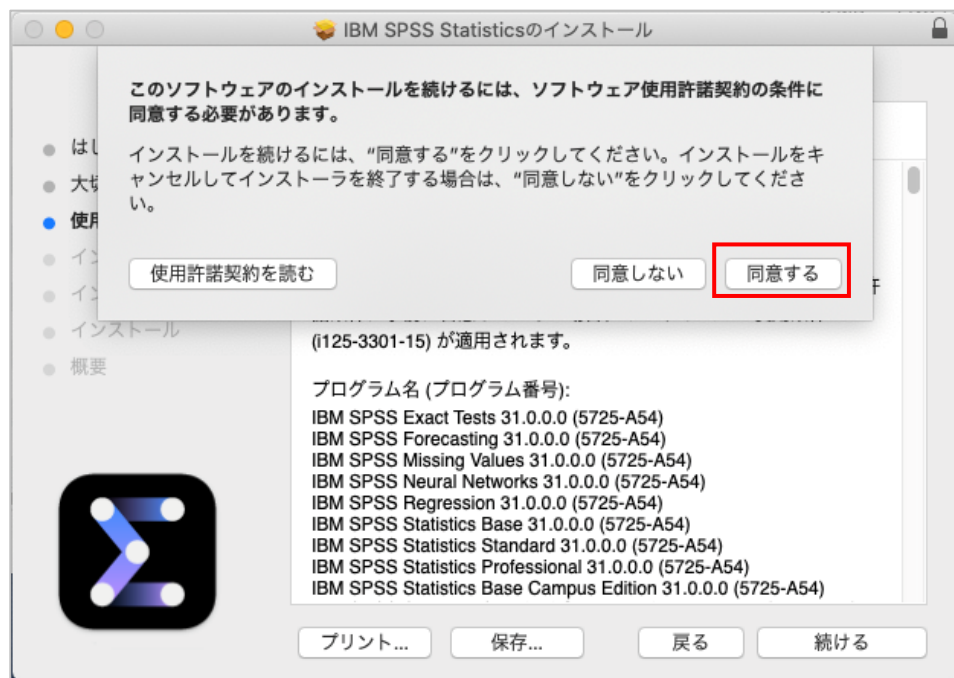 IBM SPSS Statisticsのインストール
このソフトウェアのインストールを続けるには、ソフトウェア使用許諾契約の条件に
同意する必要があります。
インストールを続けるには、“同意する”をクリックしてください。インストールをキ
ャンセルしてインストーラを終了する場合は、“同意しない”をクリックしてくださ
い。
使用許諾契約を読む
同意しない
同意する
はし
大切
使用
イン
イン
インストール
概要
(i125-3301-15) が適用されます。
プログラム名 (プログラム番号):
IBM SPSS Exact Tests 31.0.0.0 (5725-A54)
IBM SPSS Forecasting 31.0.0.0 (5725-A54)
IBM SPSS Missing Values 31.0.0.0 (5725-A54)
IBM SPSS Neural Networks 31.0.0.0 (5725-A54)
IBM SPSS Regression 31.0.0.0 (5725-A54)
IBM SPSS Statistics Base 31.0.0.0 (5725-A54)
IBM SPSS Statistics Standard 31.0.0.0 (5725-A54)
IBM SPSS Statistics Professional 31.0.0.0 (5725-A54)
IBM SPSS Statistics Base Campus Edition 31.0.0.0 (5725-A54)
プリント...
保存...
戻る
続ける